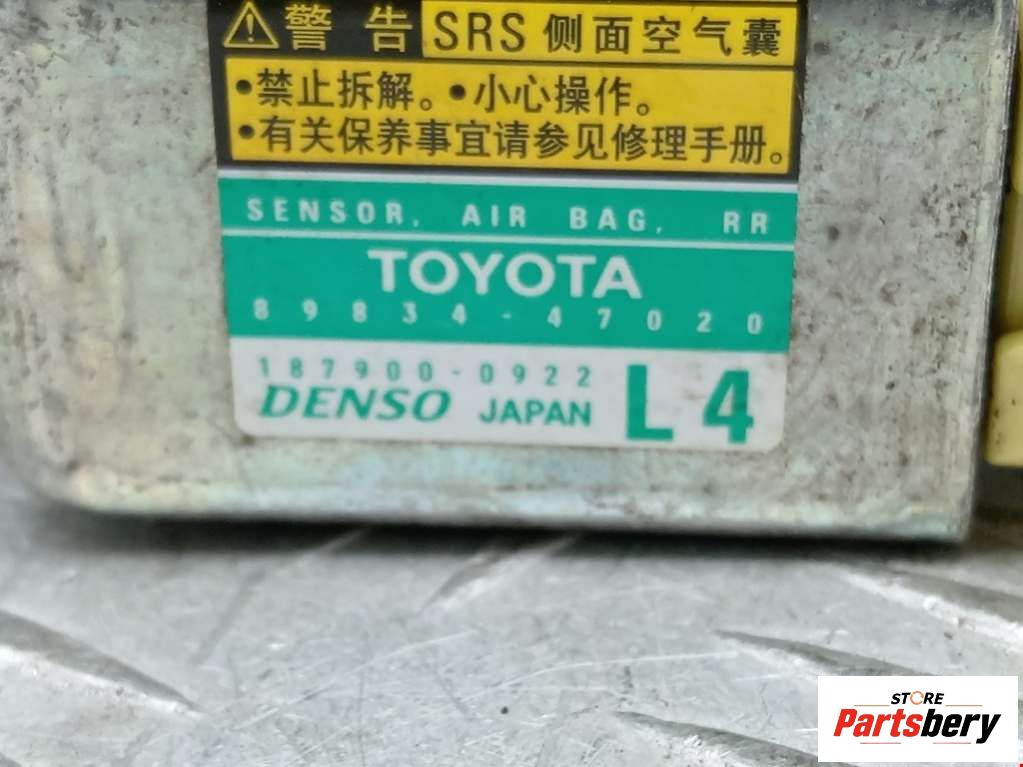 警告 SRS 侧面空气囊
•禁止拆解。•小心操作。
•有关保养事宜请参见修理手册。
SENSOR, AIR BAG, RR
TOYOTA
89834-47020
187900-0922
DENSO JAPAN L4
STORE
Partsbery